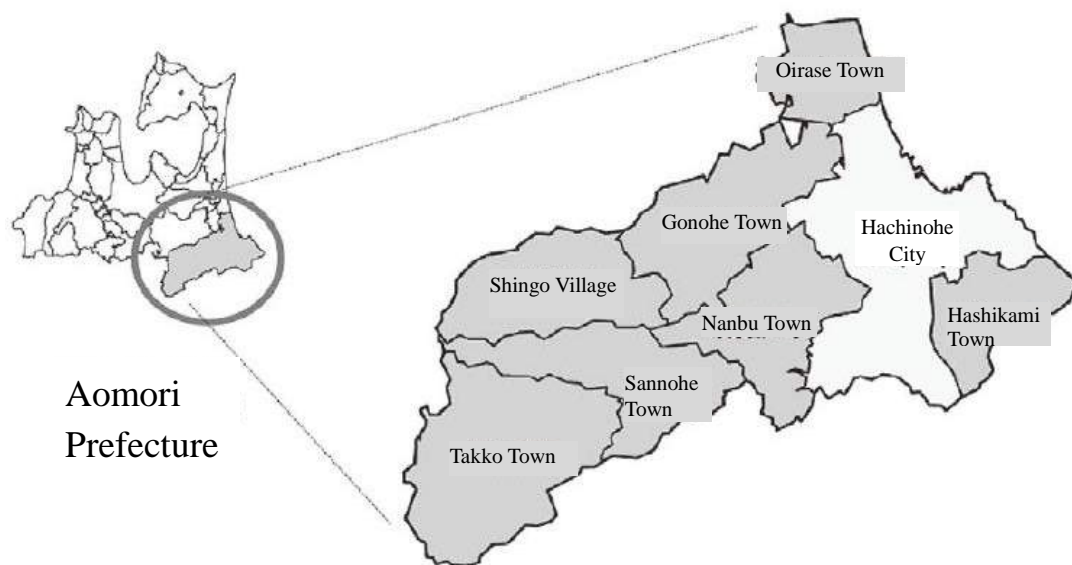 Oirase Town
Gonohe Town
Hachinohe
City
Shingo Village
Nanbu Town
Hashikami
Town
Sannohe
Town
Takko Town
Aomori
Prefecture